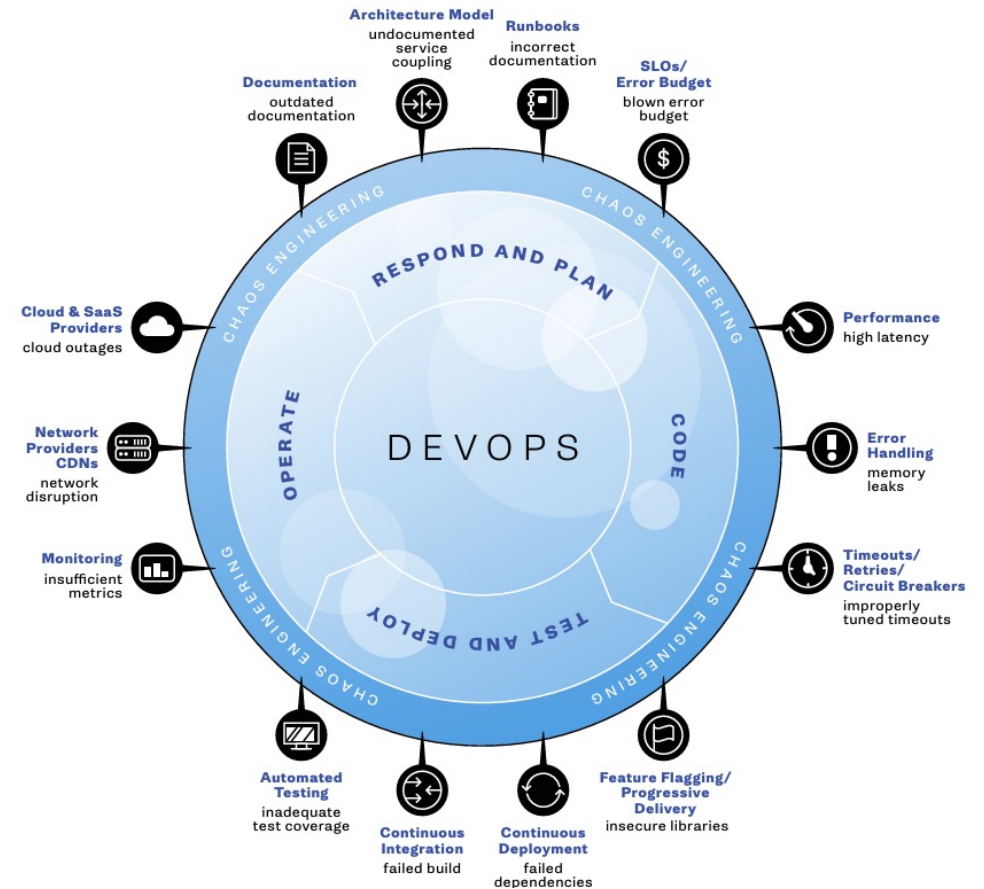 Architecture Model
undocumented
service
coupling
Runbooks
incorrect
documentation
SLOs/
Error Budget
blown error
budget
Documentation
outdated
documentation
CHAOS ENGINEERING
CHAOS ENGINEERING
RESPOND AND PLAN
Cloud & SaaS
Providers
cloud outages
Performance
high latency
OPERATE
DEVOPS
CODE
Network
Providers
CDNs
network
disruption
Error
Handling
memory
leaks
Monitoring
insufficient
metrics
Timeouts/
Retries/
Circuit Breakers
improperly
tuned timeouts
TEST AND DEPLOY
CHAOS ENGINEERING
CHAOS ENGINEERING
$
Automated
Testing
inadequate
test coverage
Continuous
Integration
failed build
Continuous
Deployment
failed
dependencies
Feature Flagging/
Progressive
Delivery
insecure libraries